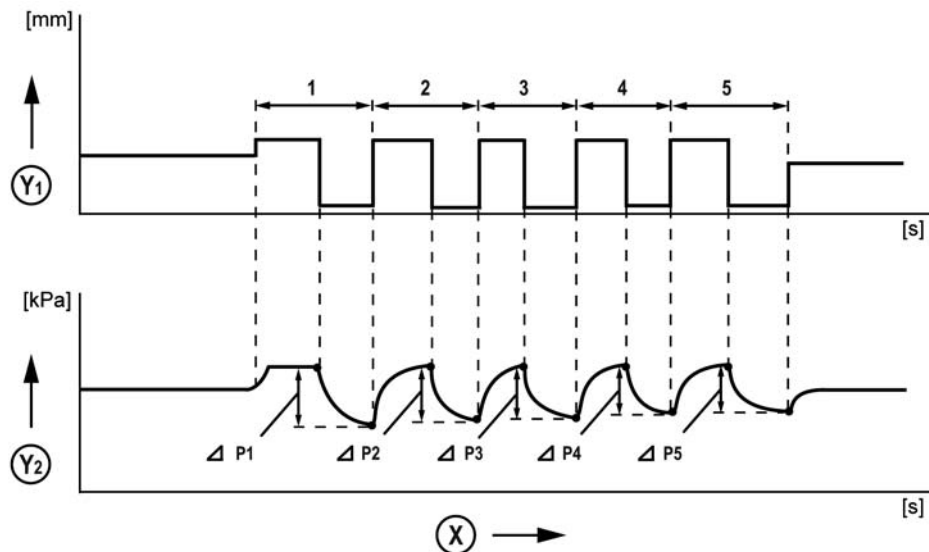 [mm]
1 2 3 4 5
Y1
[s]
[kPa]
⊿ P1 ⊿ P2 ⊿ P3 ⊿ P4 ⊿ P5
Y2
[s]
X